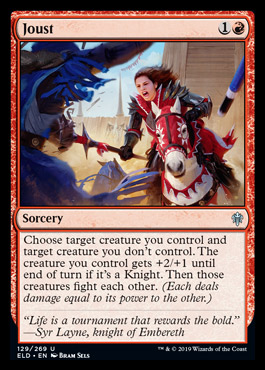 Joust
1
Sorcery
Choose target creature you control and
target creature you don't control. The
creature you control gets +2/+1 until
end of turn if it's a Knight. Then those
creatures fight each other. (Each deals
damage equal to its power to the other.)
"Life is a tournament that rewards the bold."
—Syr Layne, knight of Embereth
129/269 U
ELD • EN Bram Sels
™ & © 2019 Wizards of the Coast